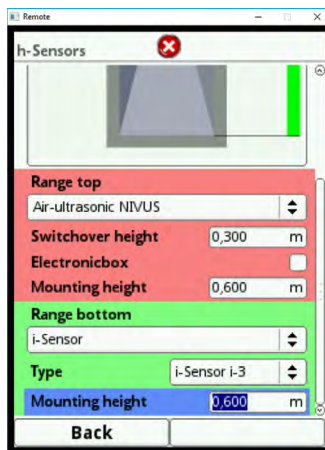 Remote
h-Sensors
Range top
Air-ultrasonic NIVUS
Switchover height 0,300 m
Electronicbox
Mounting height 0,600 m
Range bottom
i-Sensor
Type i-Sensor i-3
Mounting height 0,600 m
Back